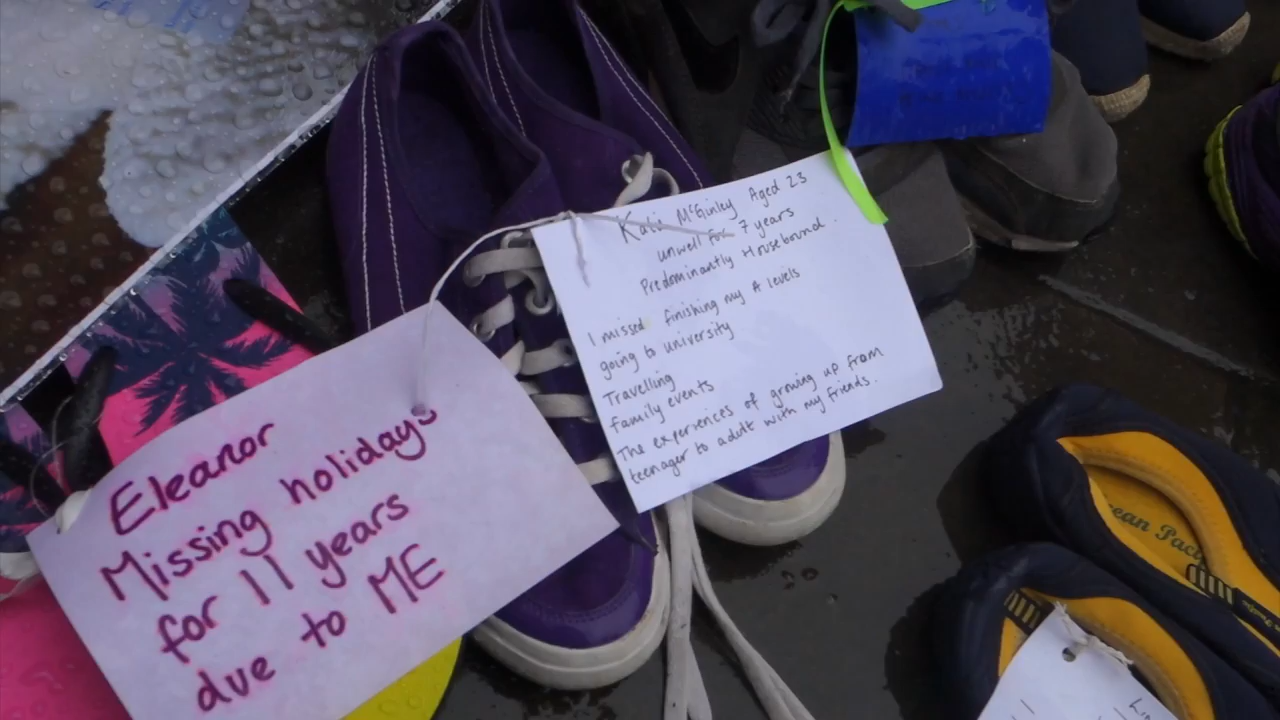 Katie McGinley Aged 23
unwell for 7 years
Predominantly Housebound.
I missed finishing my A levels
going to university
Travelling
family events
The experiences of growing up from
teenager to adult with my friends.
Eleanor
Missing holidays
for 11 years
due to ME
cean Paci